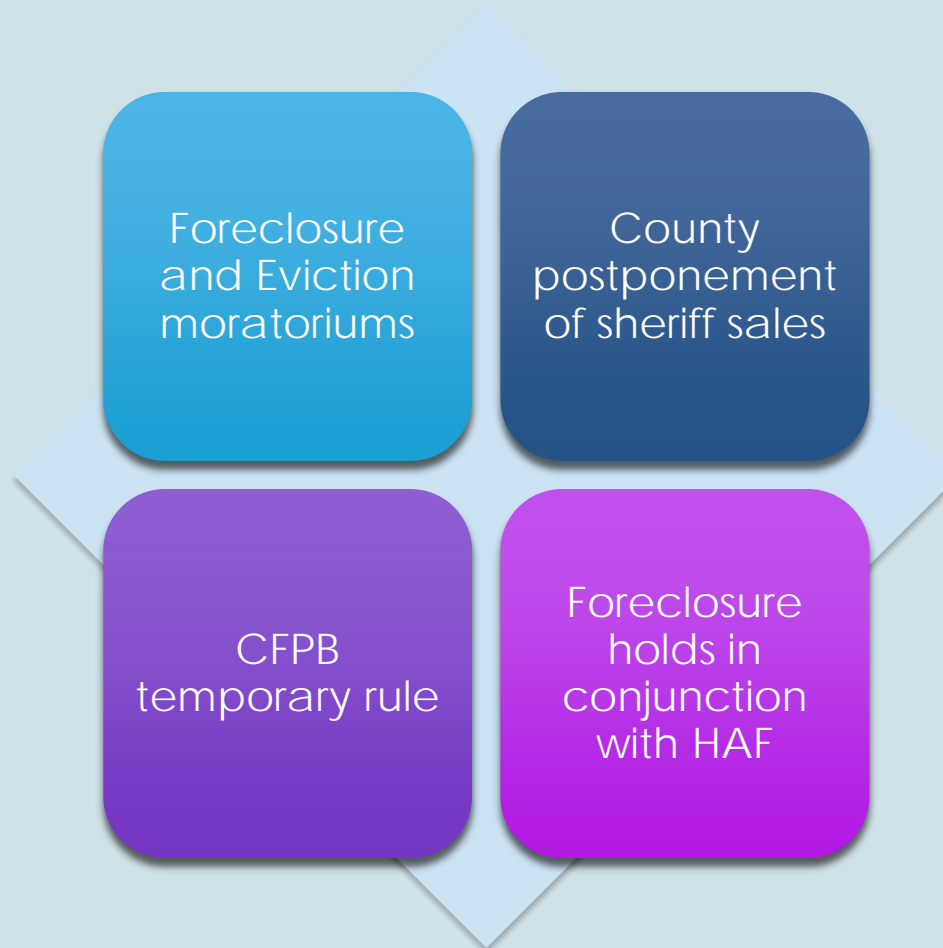 Foreclosure
and Eviction
moratoriums
County
postponement
of sheriff sales
CFPB
temporary rule
Foreclosure
holds in
conjunction
with HAF